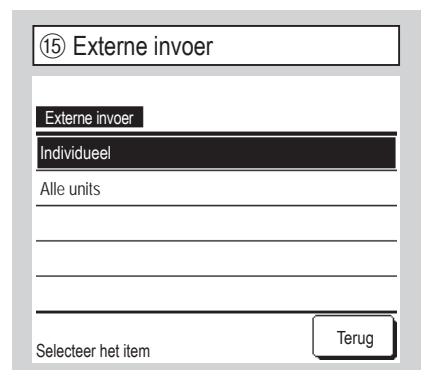 ⑮ Externe invoer
Externe invoer
Individueel
Alle units
Selecteer het item
Terug